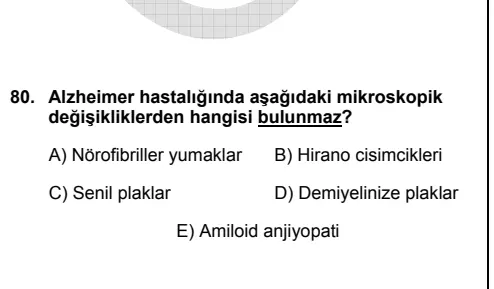 80. Alzheimer hastalığında aşağıdaki mikroskopik
değişikliklerden hangisi bulunmaz?
A) Nörofibriller yumaklar B) Hirano cisimcikleri
C) Senil plaklar D) Demiyelinize plaklar
E) Amiloid anjiyopati